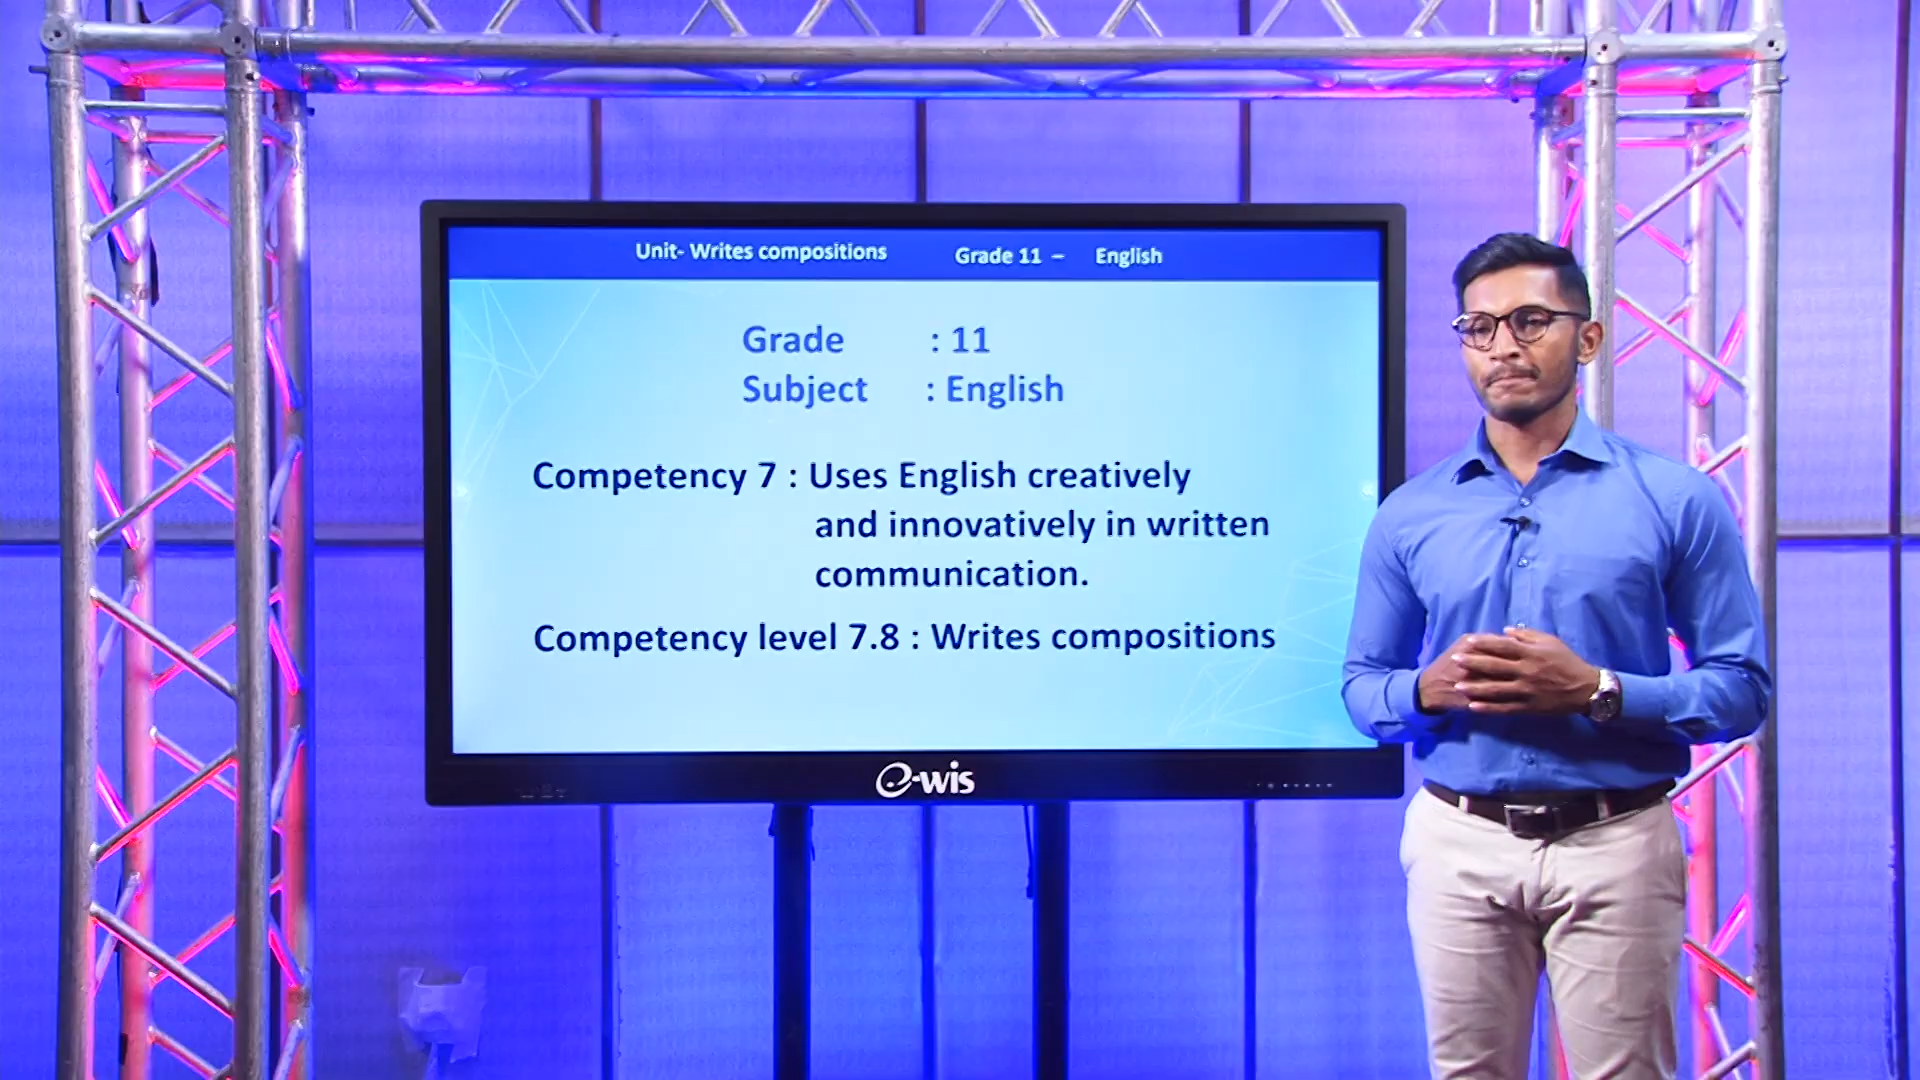 Unit- Writes compositions Grade 11 – English
Grade : 11
Subject : English
Competency 7 : Uses English creatively
and innovatively in written
communication.
Competency level 7.8 : Writes compositions
e-wis